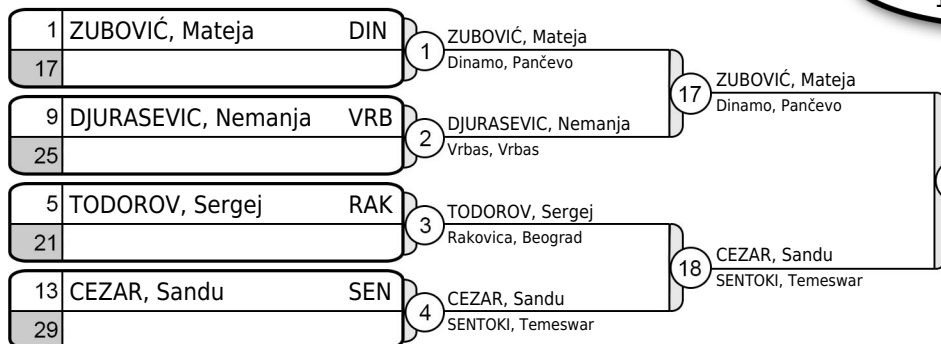 1 ZUBOVIĆ, Mateja DIN
17
1
ZUBOVIĆ, Mateja
Dinamo, Pančevo
9 DJURASEVIC, Nemanja VRB
25
2
DJURASEVIC, Nemanja
Vrbas, Vrbas
17
ZUBOVIĆ, Mateja
Dinamo, Pančevo
5 TODOROV, Sergej RAK
21
3
TODOROV, Sergej
Rakovica, Beograd
13 CEZAR, Sandu SEN
29
4
CEZAR, Sandu
SENTOKI, Temeswar
18
CEZAR, Sandu
SENTOKI, Temeswar